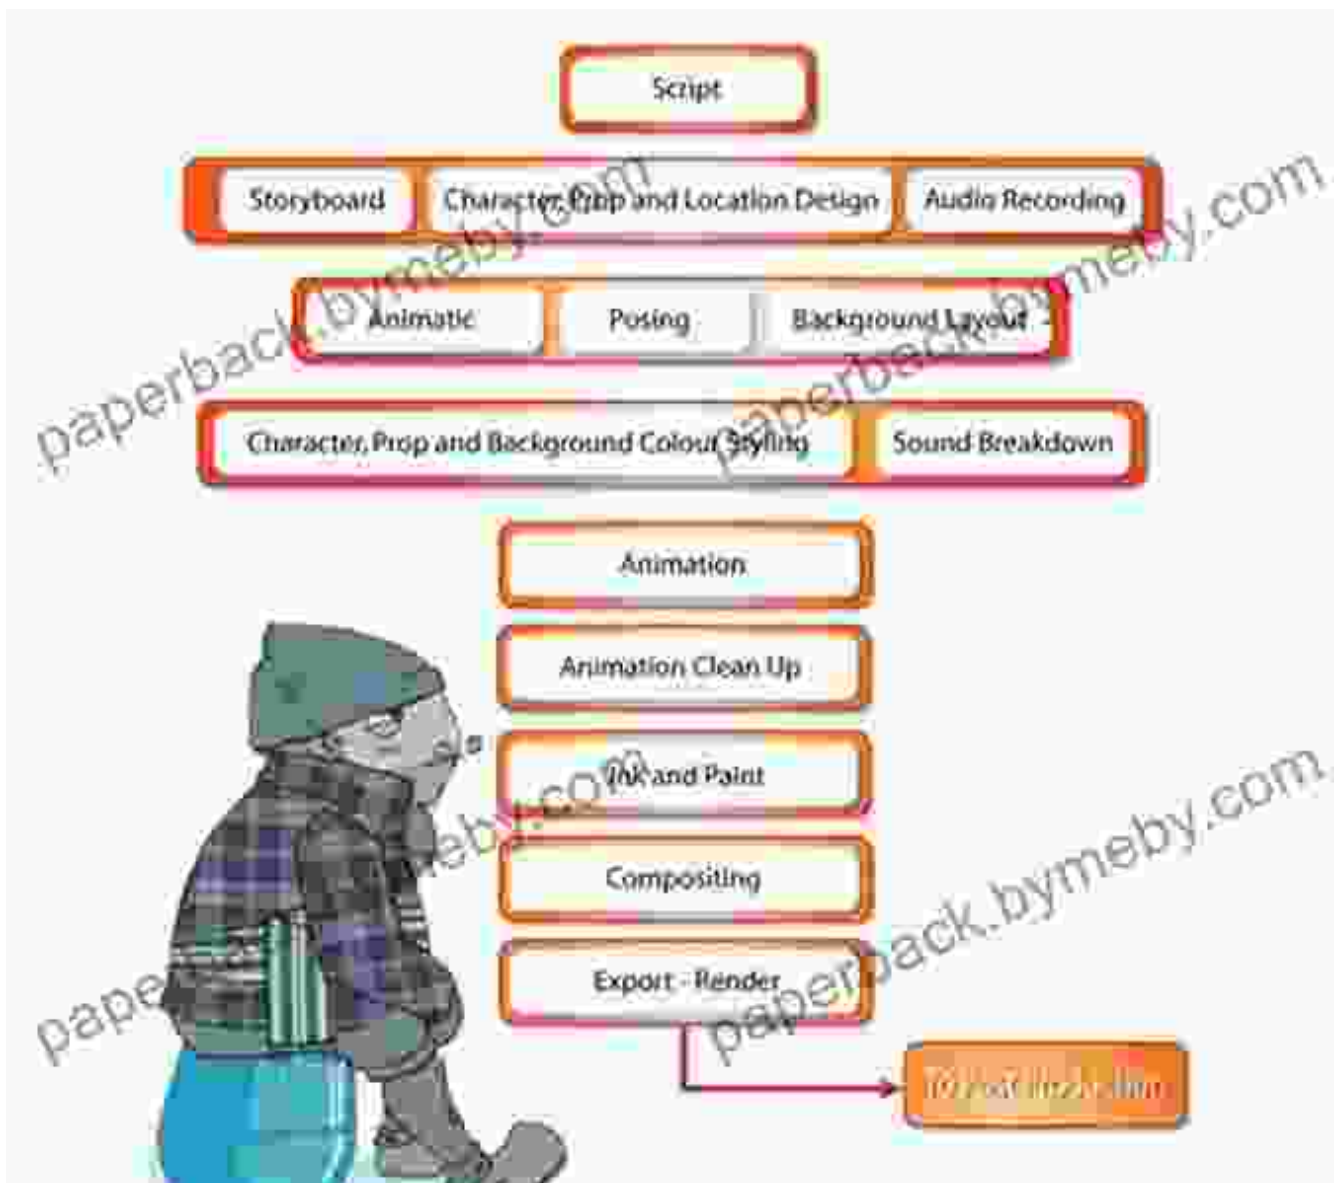 Script
Storyboard Character, Prop and Location Design Audio Recording
Animatic Posing Background Layout
Character, Prop and Background Colour Styling Sound Breakdown
Animation
Animation Clean Up
Ink and Paint
Compositing
Export - Render
paperback.bymeby.com
paperback.bymeby.com
paperback.bymeby.com